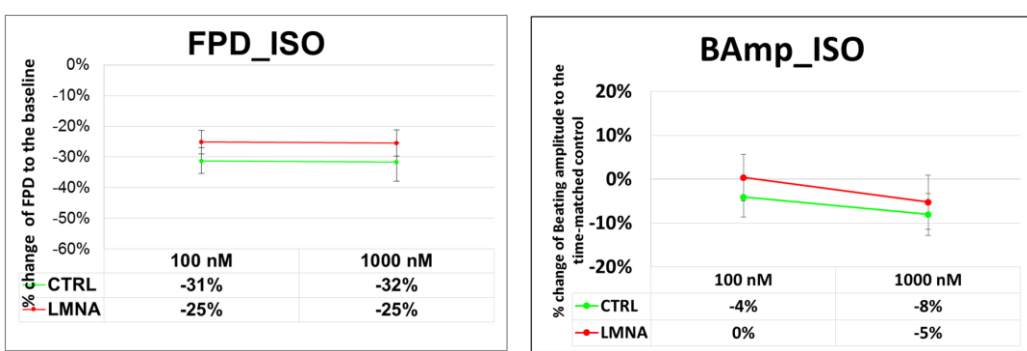 FPD_ISO
% change of FPD to the baseline
0%
-10%
-20%
-30%
-40%
-50%
-60%
100 nM 1000 nM
CTRL -31% -32%
LMNA -25% -25%
BAmp_ISO
% change of Beating amplitude to the
time-matched control
20%
10%
0%
-10%
-20%
100 nM 1000 nM
CTRL -4% -8%
LMNA 0% -5%